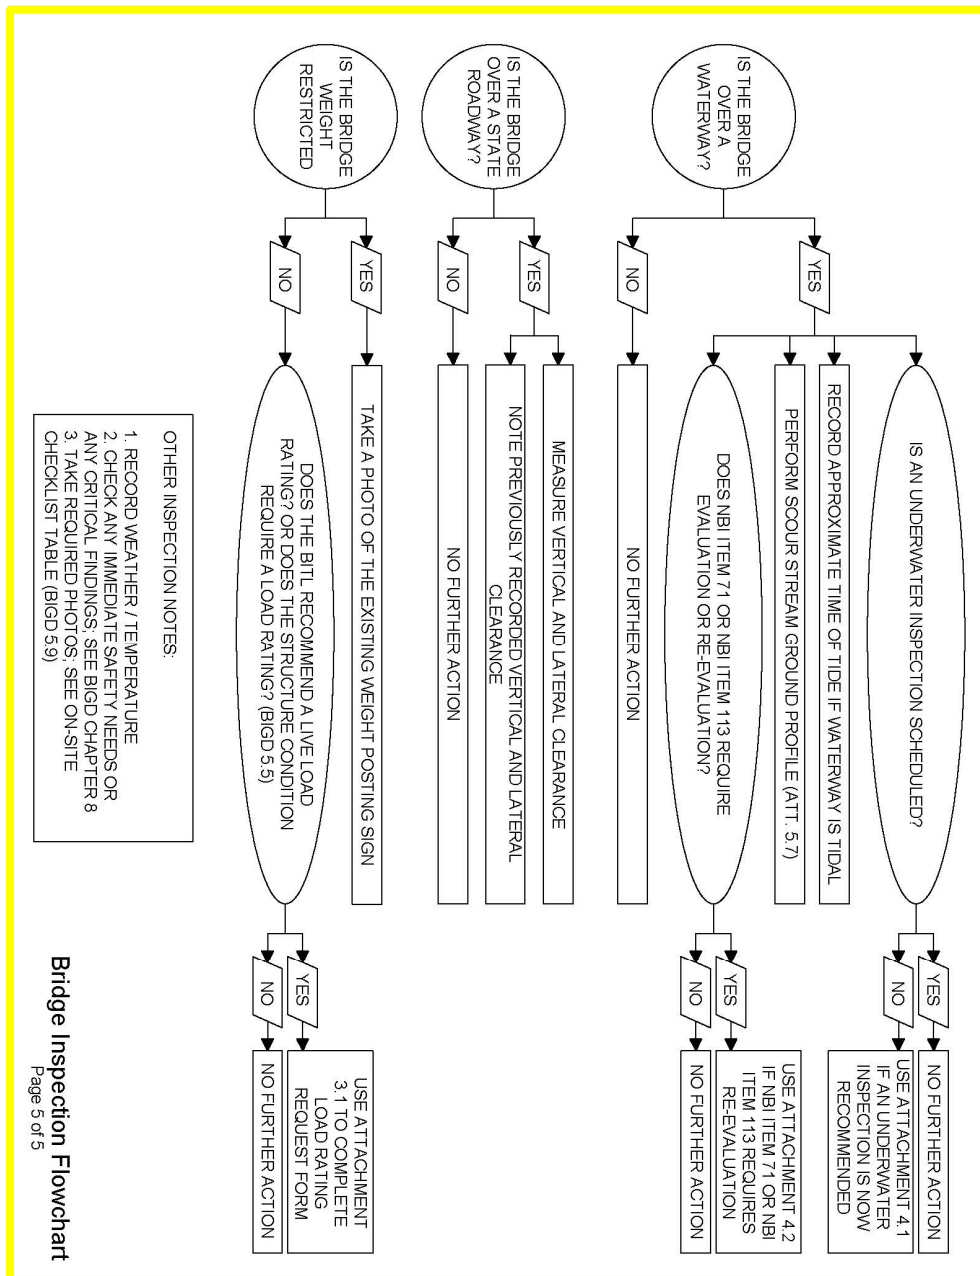 IS THE BRIDGE
OVER A
WATERWAY?
YES
IS AN UNDERWATER INSPECTION SCHEDULED?
YES
NO FURTHER ACTION
NO
USE ATTACHMENT 4.1
IF AN UNDERWATER
INSPECTION IS NOW
RECOMMENDED
RECORD APPROXIMATE TIME OF TIDE IF WATERWAY IS TIDAL
PERFORM SCOUR STREAM GROUND PROFILE (ATT. 5.7)
DOES NBI ITEM 71 OR NBI ITEM 113 REQUIRE
EVALUATION OR RE-EVALUATION?
YES
USE ATTACHMENT 4.2
IF NBI ITEM 71 OR NBI
ITEM 113 REQUIRES
RE-EVALUATION
NO
NO FURTHER ACTION
NO
NO FURTHER ACTION
IS THE BRIDGE
OVER A STATE
ROADWAY?
YES
MEASURE VERTICAL AND LATERAL CLEARANCE
NOTE PREVIOUSLY RECORDED VERTICAL AND LATERAL
CLEARANCE
NO
NO FURTHER ACTION
IS THE BRIDGE
WEIGHT
RESTRICTED
YES
TAKE A PHOTO OF THE EXISTING WEIGHT POSTING SIGN
NO
DOES THE BITL RECOMMEND A LIVE LOAD
RATING? OR DOES THE STRUCTURE CONDITION
REQUIRE A LOAD RATING? (BIGD 5.5)
YES
USE ATTACHMENT
3.1 TO COMPLETE
LOAD RATING
REQUEST FORM
NO
NO FURTHER ACTION
OTHER INSPECTION NOTES:
1. RECORD WEATHER / TEMPERATURE
2. CHECK ANY IMMEDIATE SAFETY NEEDS OR
ANY CRITICAL FINDINGS; SEE BIGD CHAPTER 8
3. TAKE REQUIRED PHOTOS; SEE ON-SITE
CHECKLIST TABLE (BIGD 5.9)
Bridge Inspection Flowchart
Page 5 of 5